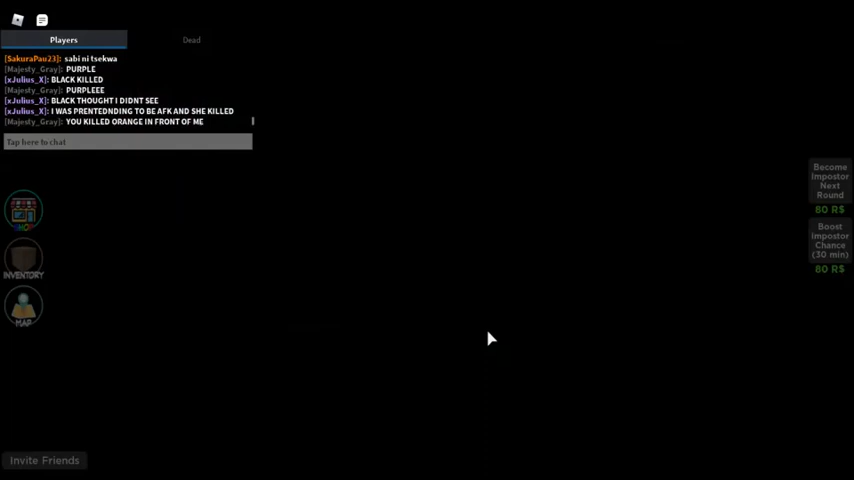 Players
Dead
[SakuraPau23]: sabi ni tsekwa
[Majesty_Gray]: PURPLE
[xJulius_X]: BLACK KILLED
[Majesty_Gray]: PURPLEEE
[xJulius_X]: BLACK THOUGHT I DIDNT SEE
[xJulius_X]: I WAS PRENTEDNDING TO BE AFK AND SHE KILLED
[Majesty_Gray]: YOU KILLED ORANGE IN FRONT OF ME
Tap here to chat
SHOP
INVENTORY
MAP
Become
Impostor
Next
Round
80 R$
Boost
impostor
Chance
(30 min)
80 R$
Invite Friends